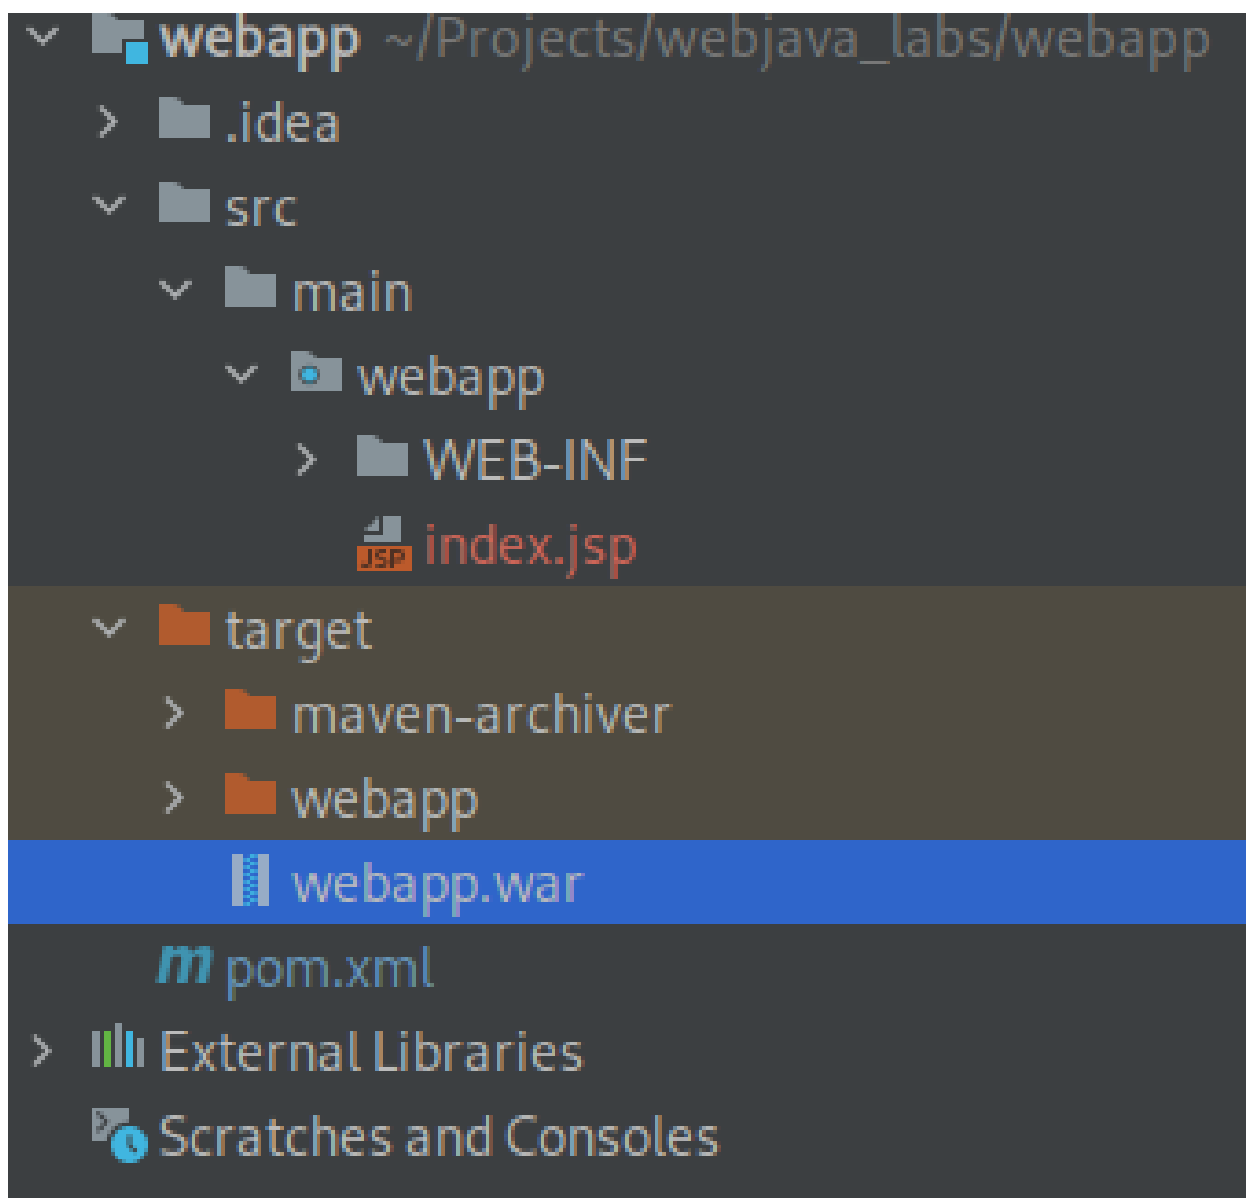 webapp ~/Projects/webjava_labs/webapp
.idea
src
main
webapp
WEB-INF
JSP index.jsp
target
maven-archiver
webapp
webapp.war
m pom.xml
External Libraries
Scratches and Consoles